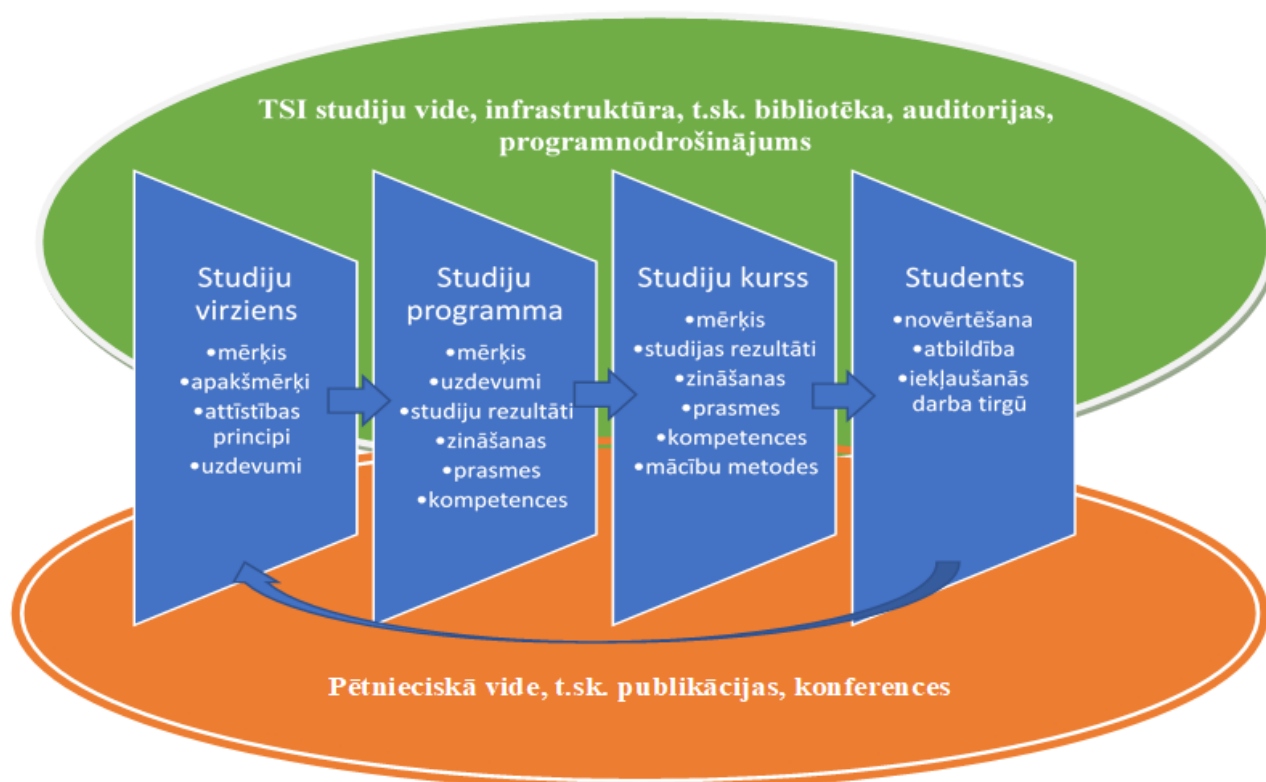 TSI studiju vide, infrastruktūra, t.sk. bibliotēka, auditorijas,
programnodrošinājums
Studiju
virziens
•mērķis
•apakšmērķi
•attīstības
principi
•uzdevumi
Studiju
programma
•mērķis
•uzdevumi
•studiju rezultāti
•zināšanas
•prasmes
•kompetences
Studiju kurss
•mērķis
•studijas rezultāti
•zināšanas
•prasmes
•kompetences
•mācību metodes
Students
•novērtēšana
•atbildība
•iekļaušanās
darba tirgū
Pētnieciskā vide, t.sk. publikācijas, konferences